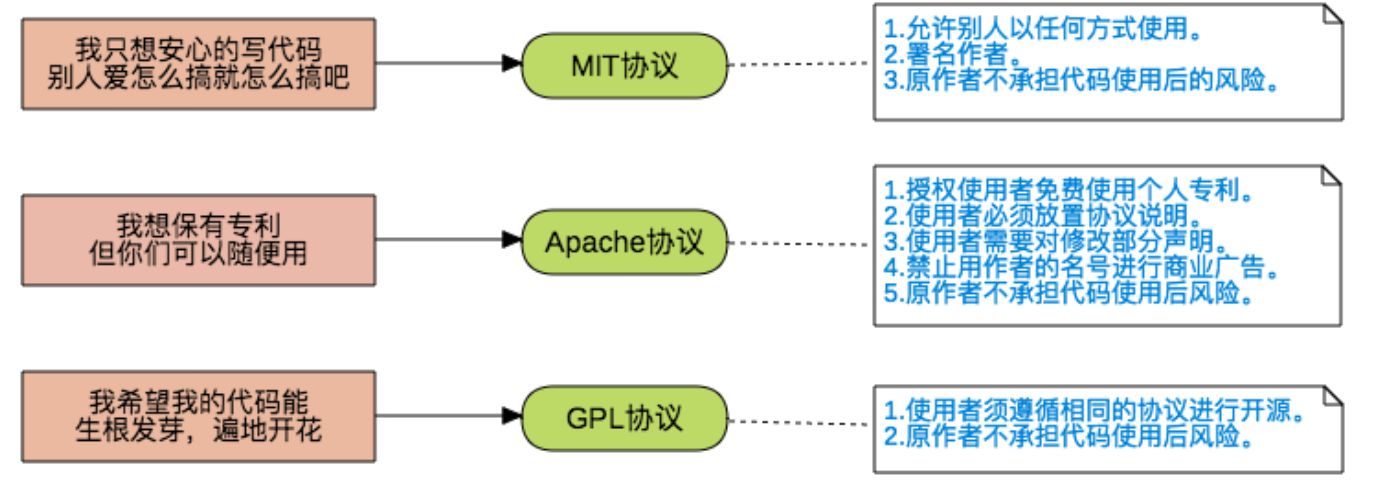 我只想安心的写代码
别人爱怎么搞就怎么搞吧
MIT协议
1.允许别人以任何方式使用。
2.署名作者。
3.原作者不承担代码使用后的风险。
我想保有专利
但你们可以随便用
Apache协议
1.授权使用者免费使用个人专利。
2.使用者必须放置协议说明。
3.使用者需要对修改部分声明。
4.禁止用作者的名号进行商业广告。
5.原作者不承担代码使用后风险。
我希望我的代码能
生根发芽，遍地开花
GPL协议
1.使用者须遵循相同的协议进行开源。
2.原作者不承担代码使用后风险。